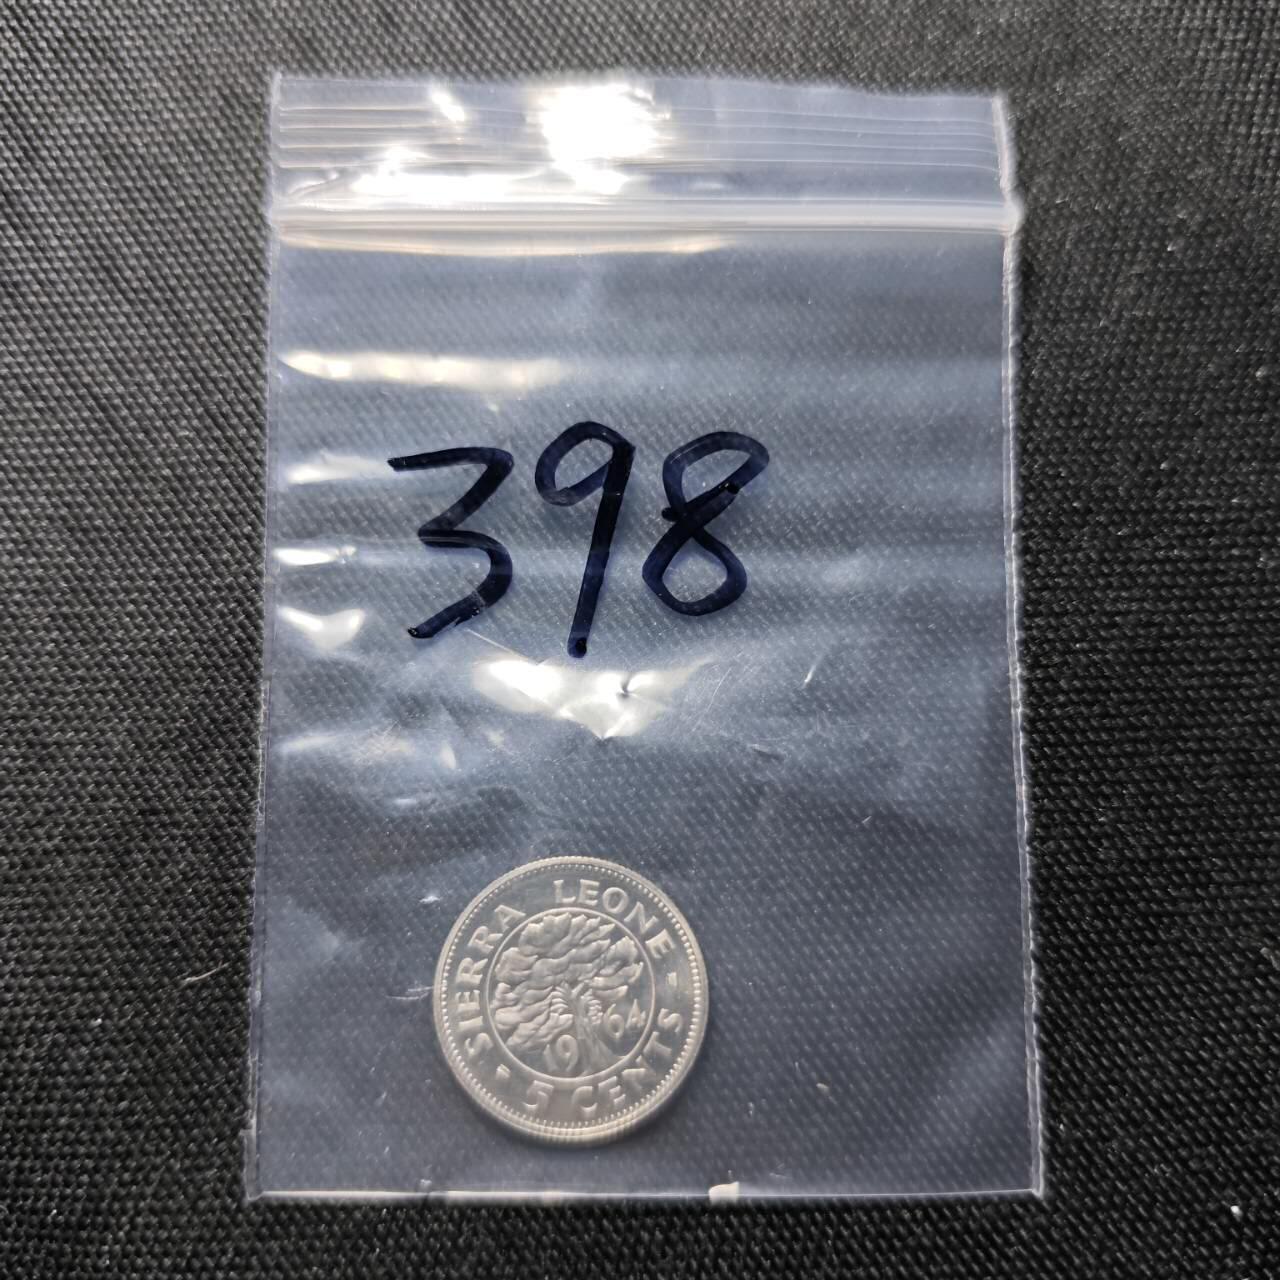 398
SIERRA LEONE
1964
5 CENTS